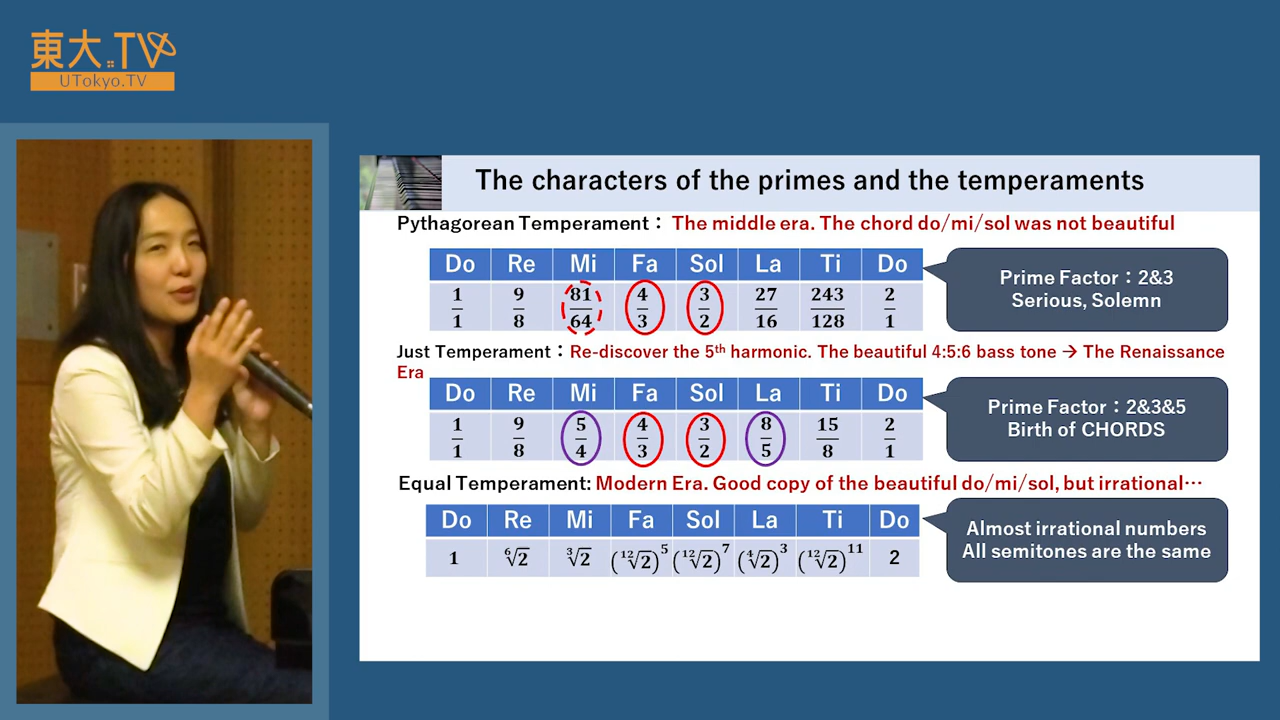 東大.TV
UTokyo.TV
The characters of the primes and the temperaments
Pythagorean Temperament： The middle era. The chord do/mi/sol was not beautiful
Do Re Mi Fa Sol La Ti Do
1/1 9/8 81/64 4/3 3/2 27/16 243/128 2/1
Prime Factor：2&3
Serious, Solemn
Just Temperament：Re-discover the 5th harmonic. The beautiful 4:5:6 bass tone → The Renaissance
Era
Do Re Mi Fa Sol La Ti Do
1/1 9/8 5/4 4/3 3/2 8/5 15/8 2/1
Prime Factor：2&3&5
Birth of CHORDS
Equal Temperament: Modern Era. Good copy of the beautiful do/mi/sol, but irrational…
Do Re Mi Fa Sol La Ti Do
1 ⁶√2 ³√2 (¹²√2)⁵ (¹²√2)⁷ (⁴√2)³ (¹²√2)¹¹ 2
Almost irrational numbers
All semitones are the same